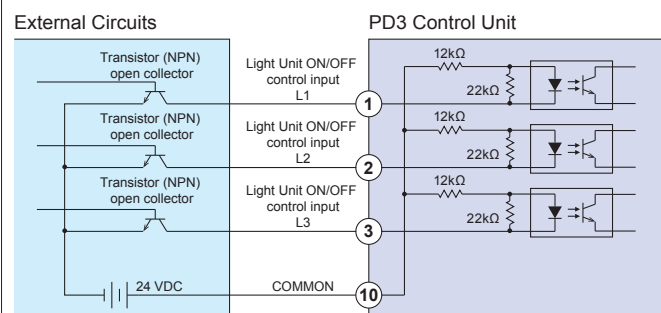 External Circuits
PD3 Control Unit
Transistor (NPN)
open collector
Light Unit ON/OFF
control input
L1
1
12kΩ
22kΩ
Transistor (NPN)
open collector
Light Unit ON/OFF
control input
L2
2
12kΩ
22kΩ
Transistor (NPN)
open collector
Light Unit ON/OFF
control input
L3
3
12kΩ
22kΩ
24 VDC
COMMON
10